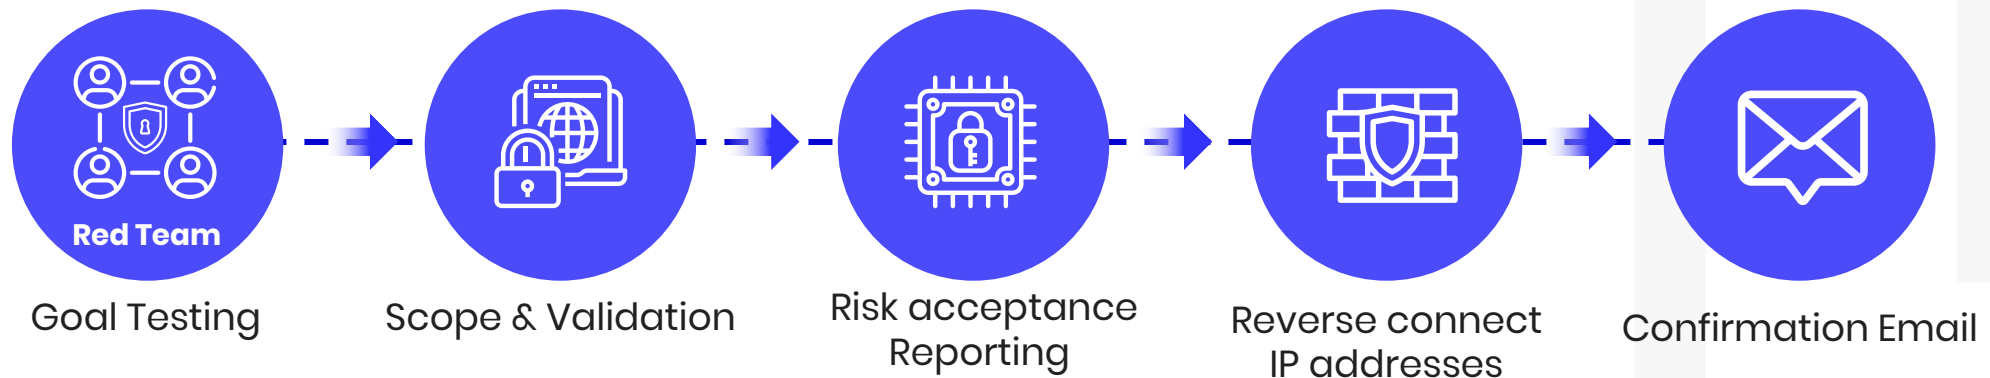 Red Team
Goal Testing
Scope & Validation
Risk acceptance
Reporting
Reverse connect
IP addresses
Confirmation Email